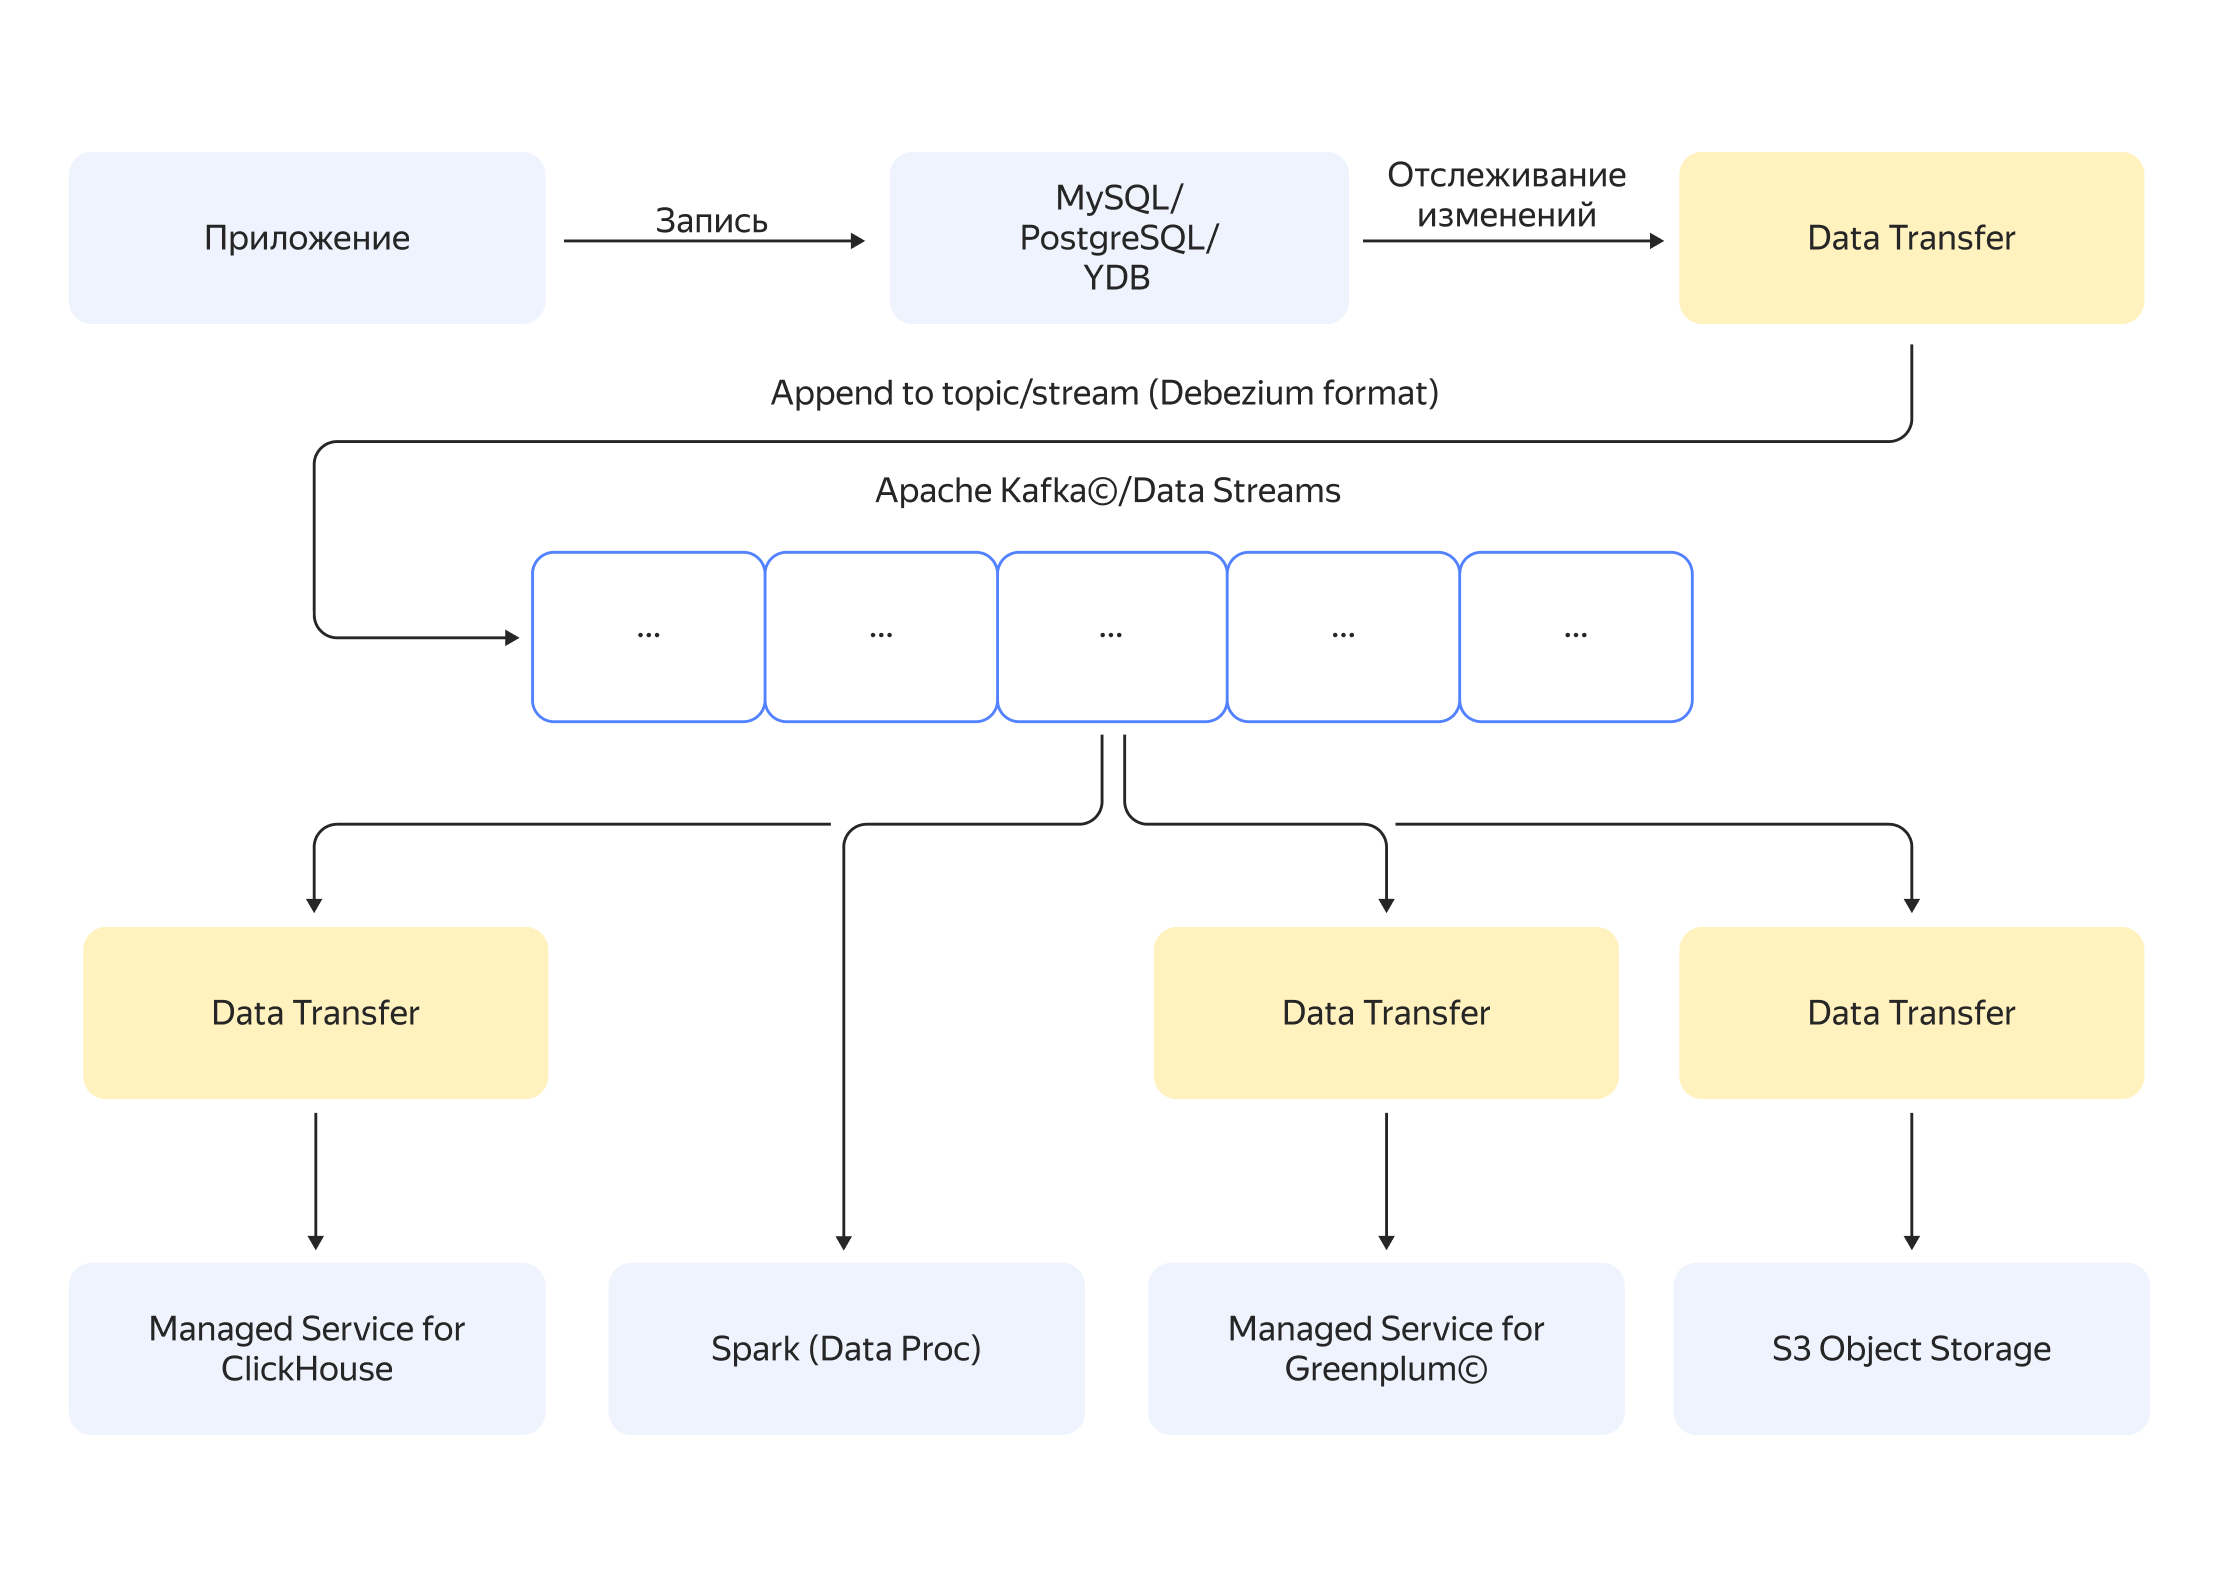 Приложение
Запись
MySQL/
PostgreSQL/
YDB
Отслеживание
изменений
Data Transfer
Append to topic/stream (Debezium format)
Apache Kafka©/Data Streams
...
...
...
...
...
Data Transfer
Data Transfer
Data Transfer
Managed Service for
ClickHouse
Spark (Data Proc)
Managed Service for
Greenplum©
S3 Object Storage